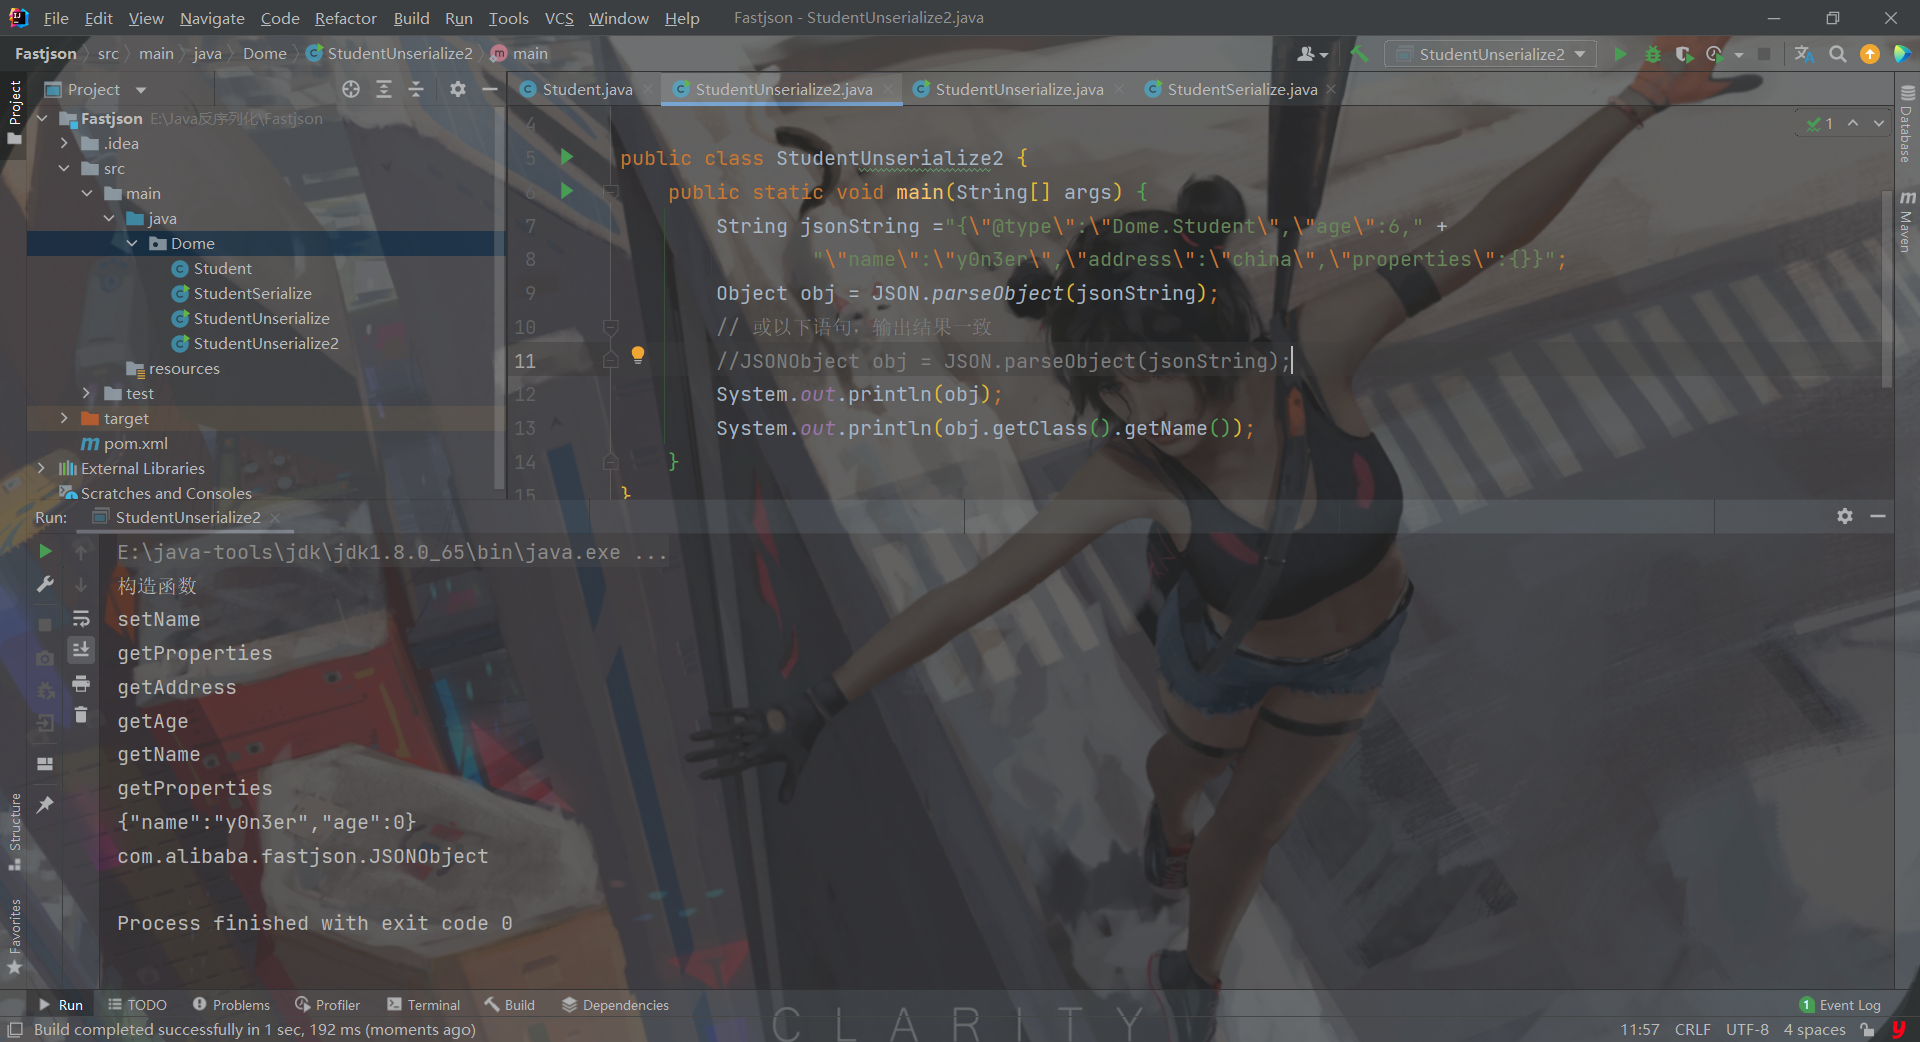 File Edit View Navigate Code Refactor Build Run Tools VCS Window Help Fastjson - StudentUnserialize2.java
Fastjson src main java Dome StudentUnserialize2 main StudentUnserialize2
Project Student.java StudentUnserialize2.java StudentUnserialize.java StudentSerialize.java
Project
Fastjson E:\Java反序列化\Fastjson
.idea
src
main
java
Dome
Student
StudentSerialize
StudentUnserialize
StudentUnserialize2
resources
test
target
pom.xml
External Libraries
Scratches and Consoles
1
4
5 public class StudentUnserialize2 {
6 public static void main(String[] args) {
7 String jsonString ="{\"@type\":\"Dome.Student\",\"age\":6," +
8 "\"name\":\"y0n3er\",\"address\":\"china\",\"properties\":{}}";
9 Object obj = JSON.parseObject(jsonString);
10 // 或以下语句，输出结果一致
11 //JSONObject obj = JSON.parseObject(jsonString);
12 System.out.println(obj);
13 System.out.println(obj.getClass().getName());
14 }
15 }
Database
Maven
Run: StudentUnserialize2
E:\java-tools\jdk\jdk1.8.0_65\bin\java.exe ...
构造函数
setName
getProperties
getAddress
getAge
getName
getProperties
{"name":"y0n3er","age":0}
com.alibaba.fastjson.JSONObject
Process finished with exit code 0
Structure
Favorites
Run TODO Problems Profiler Terminal Build Dependencies 1 Event Log
CLARITY
Build completed successfully in 1 sec, 192 ms (moments ago) 11:57 CRLF UTF-8 4 spaces y